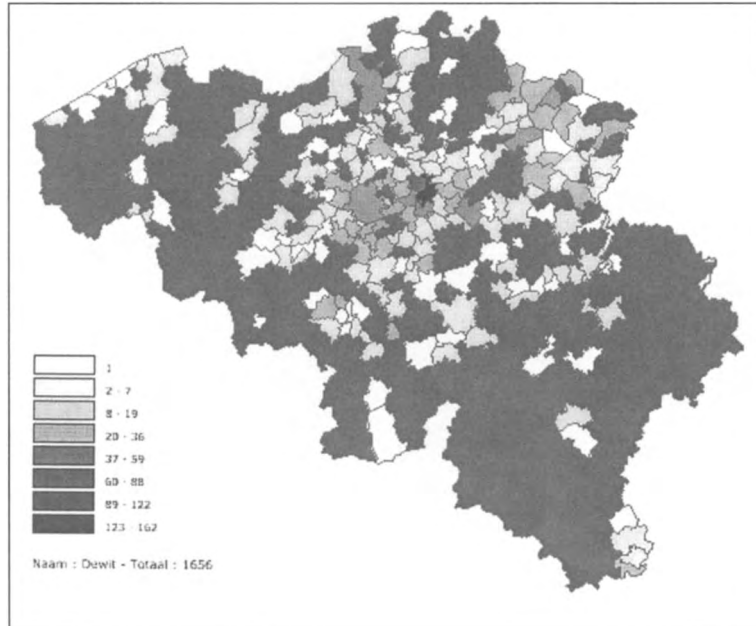 1
2 - 7
8 - 19
20 - 36
37 - 59
60 - 88
89 - 122
123 - 162
Naam : Dewit - Totaal : 1656